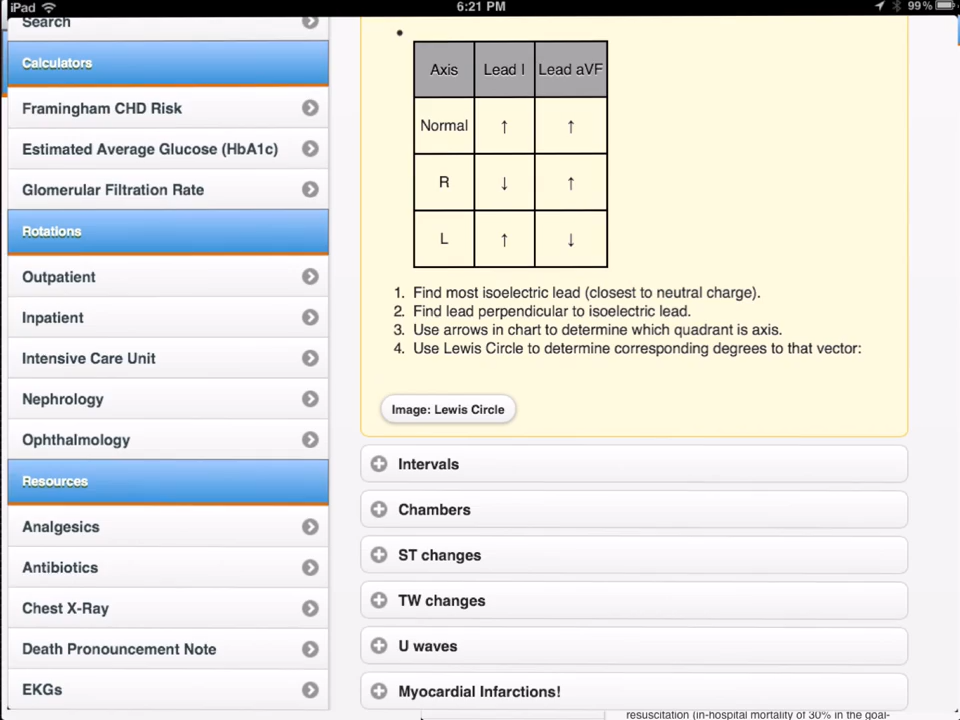 iPad 6:21 PM 99%
Search
Calculators
Framingham CHD Risk
Estimated Average Glucose (HbA1c)
Glomerular Filtration Rate
Rotations
Outpatient
Inpatient
Intensive Care Unit
Nephrology
Ophthalmology
Resources
Analgesics
Antibiotics
Chest X-Ray
Death Pronouncement Note
EKGs
Axis Lead I Lead aVF
Normal ↑ ↑
R ↓ ↑
L ↑ ↓
1. Find most isoelectric lead (closest to neutral charge).
2. Find lead perpendicular to isoelectric lead.
3. Use arrows in chart to determine which quadrant is axis.
4. Use Lewis Circle to determine corresponding degrees to that vector:
Image: Lewis Circle
Intervals
Chambers
ST changes
TW changes
U waves
Myocardial Infarctions!
resuscitation (in-hospital mortality of 30% in the goal-